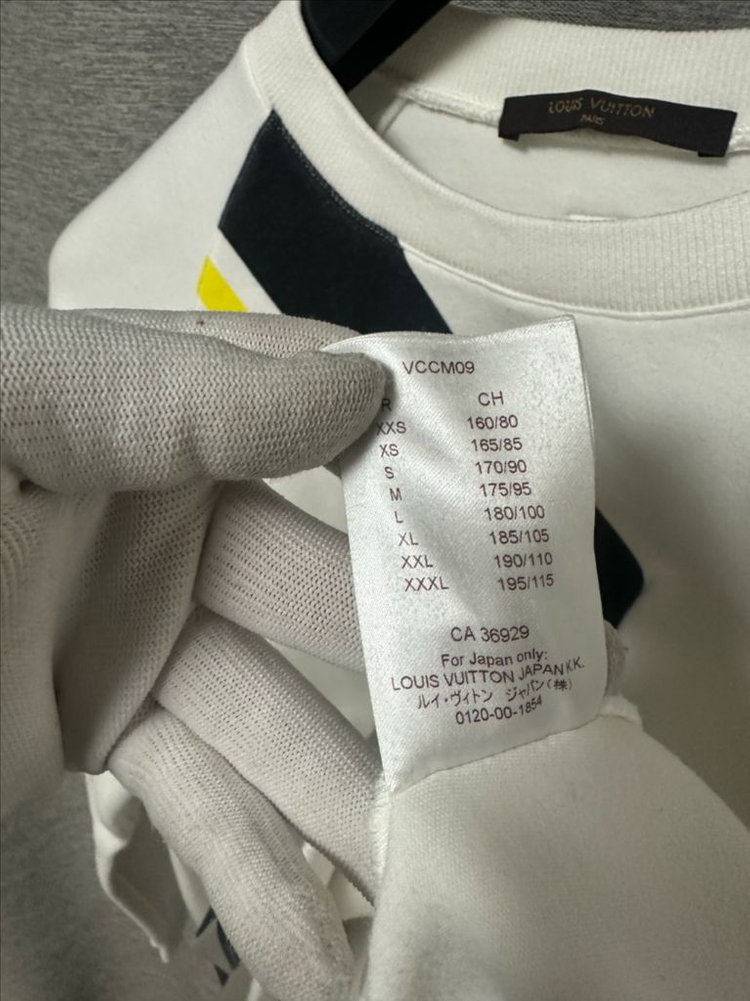 LOUIS VUITTON
PARIS
VCCM09
R CH
XXS 160/80
XS 165/85
S 170/90
M 175/95
L 180/100
XL 185/105
XXL 190/110
XXXL 195/115
CA 36929
For Japan only:
LOUIS VUITTON JAPAN K.K.
ルイ・ヴィトン ジャパン(株)
0120-00-1854